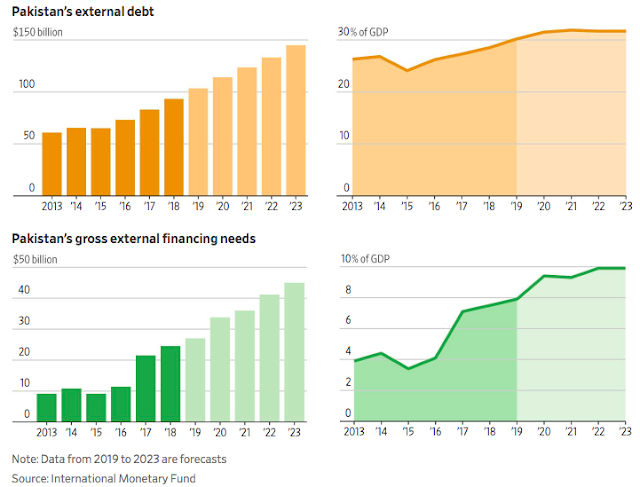 Pakistan's external debt
$150 billion
100
50
0
2013 '14 '15 '16 '17 '18 '19 '20 '21 '22 '23
30% of GDP
20
10
0
2013 '14 '15 '16 '17 '18 '19 '20 '21 '22 '23
Pakistan's gross external financing needs
$50 billion
40
30
20
10
0
2013 '14 '15 '16 '17 '18 '19 '20 '21 '22 '23
10% of GDP
8
6
4
2
0
2013 '14 '15 '16 '17 '18 '19 '20 '21 '22 '23
Note: Data from 2019 to 2023 are forecasts
Source: International Monetary Fund